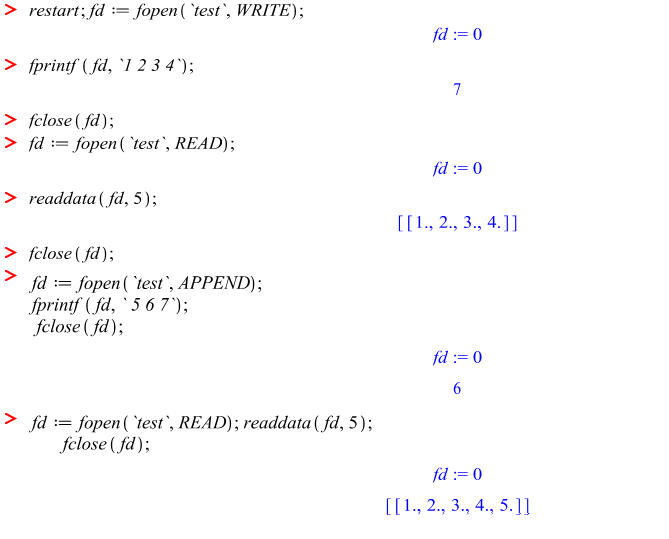 > restart; fd := fopen(`test`, WRITE);
fd := 0
> fprintf(fd, `1 2 3 4`);
7
> fclose(fd);
> fd := fopen(`test`, READ);
fd := 0
> readdata(fd, 5);
[[1., 2., 3., 4.]]
> fclose(fd);
> fd := fopen(`test`, APPEND);
fprintf(fd, ` 5 6 7`);
fclose(fd);
fd := 0
6
> fd := fopen(`test`, READ); readdata(fd, 5);
fclose(fd);
fd := 0
[[1., 2., 3., 4., 5.]]